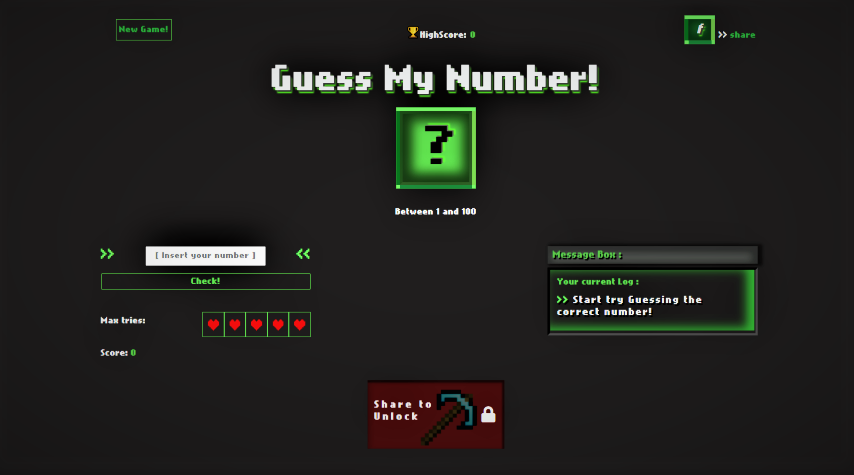 New Game!
🏆HighScore: 0
f
>> share
Guess My Number!
?
Between 1 and 100
>> [ Insert your number ] <<
Check!
Max tries:
Score: 0
Message Box :
Your current Log :
>> Start try Guessing the
correct number!
Share to
Unlock